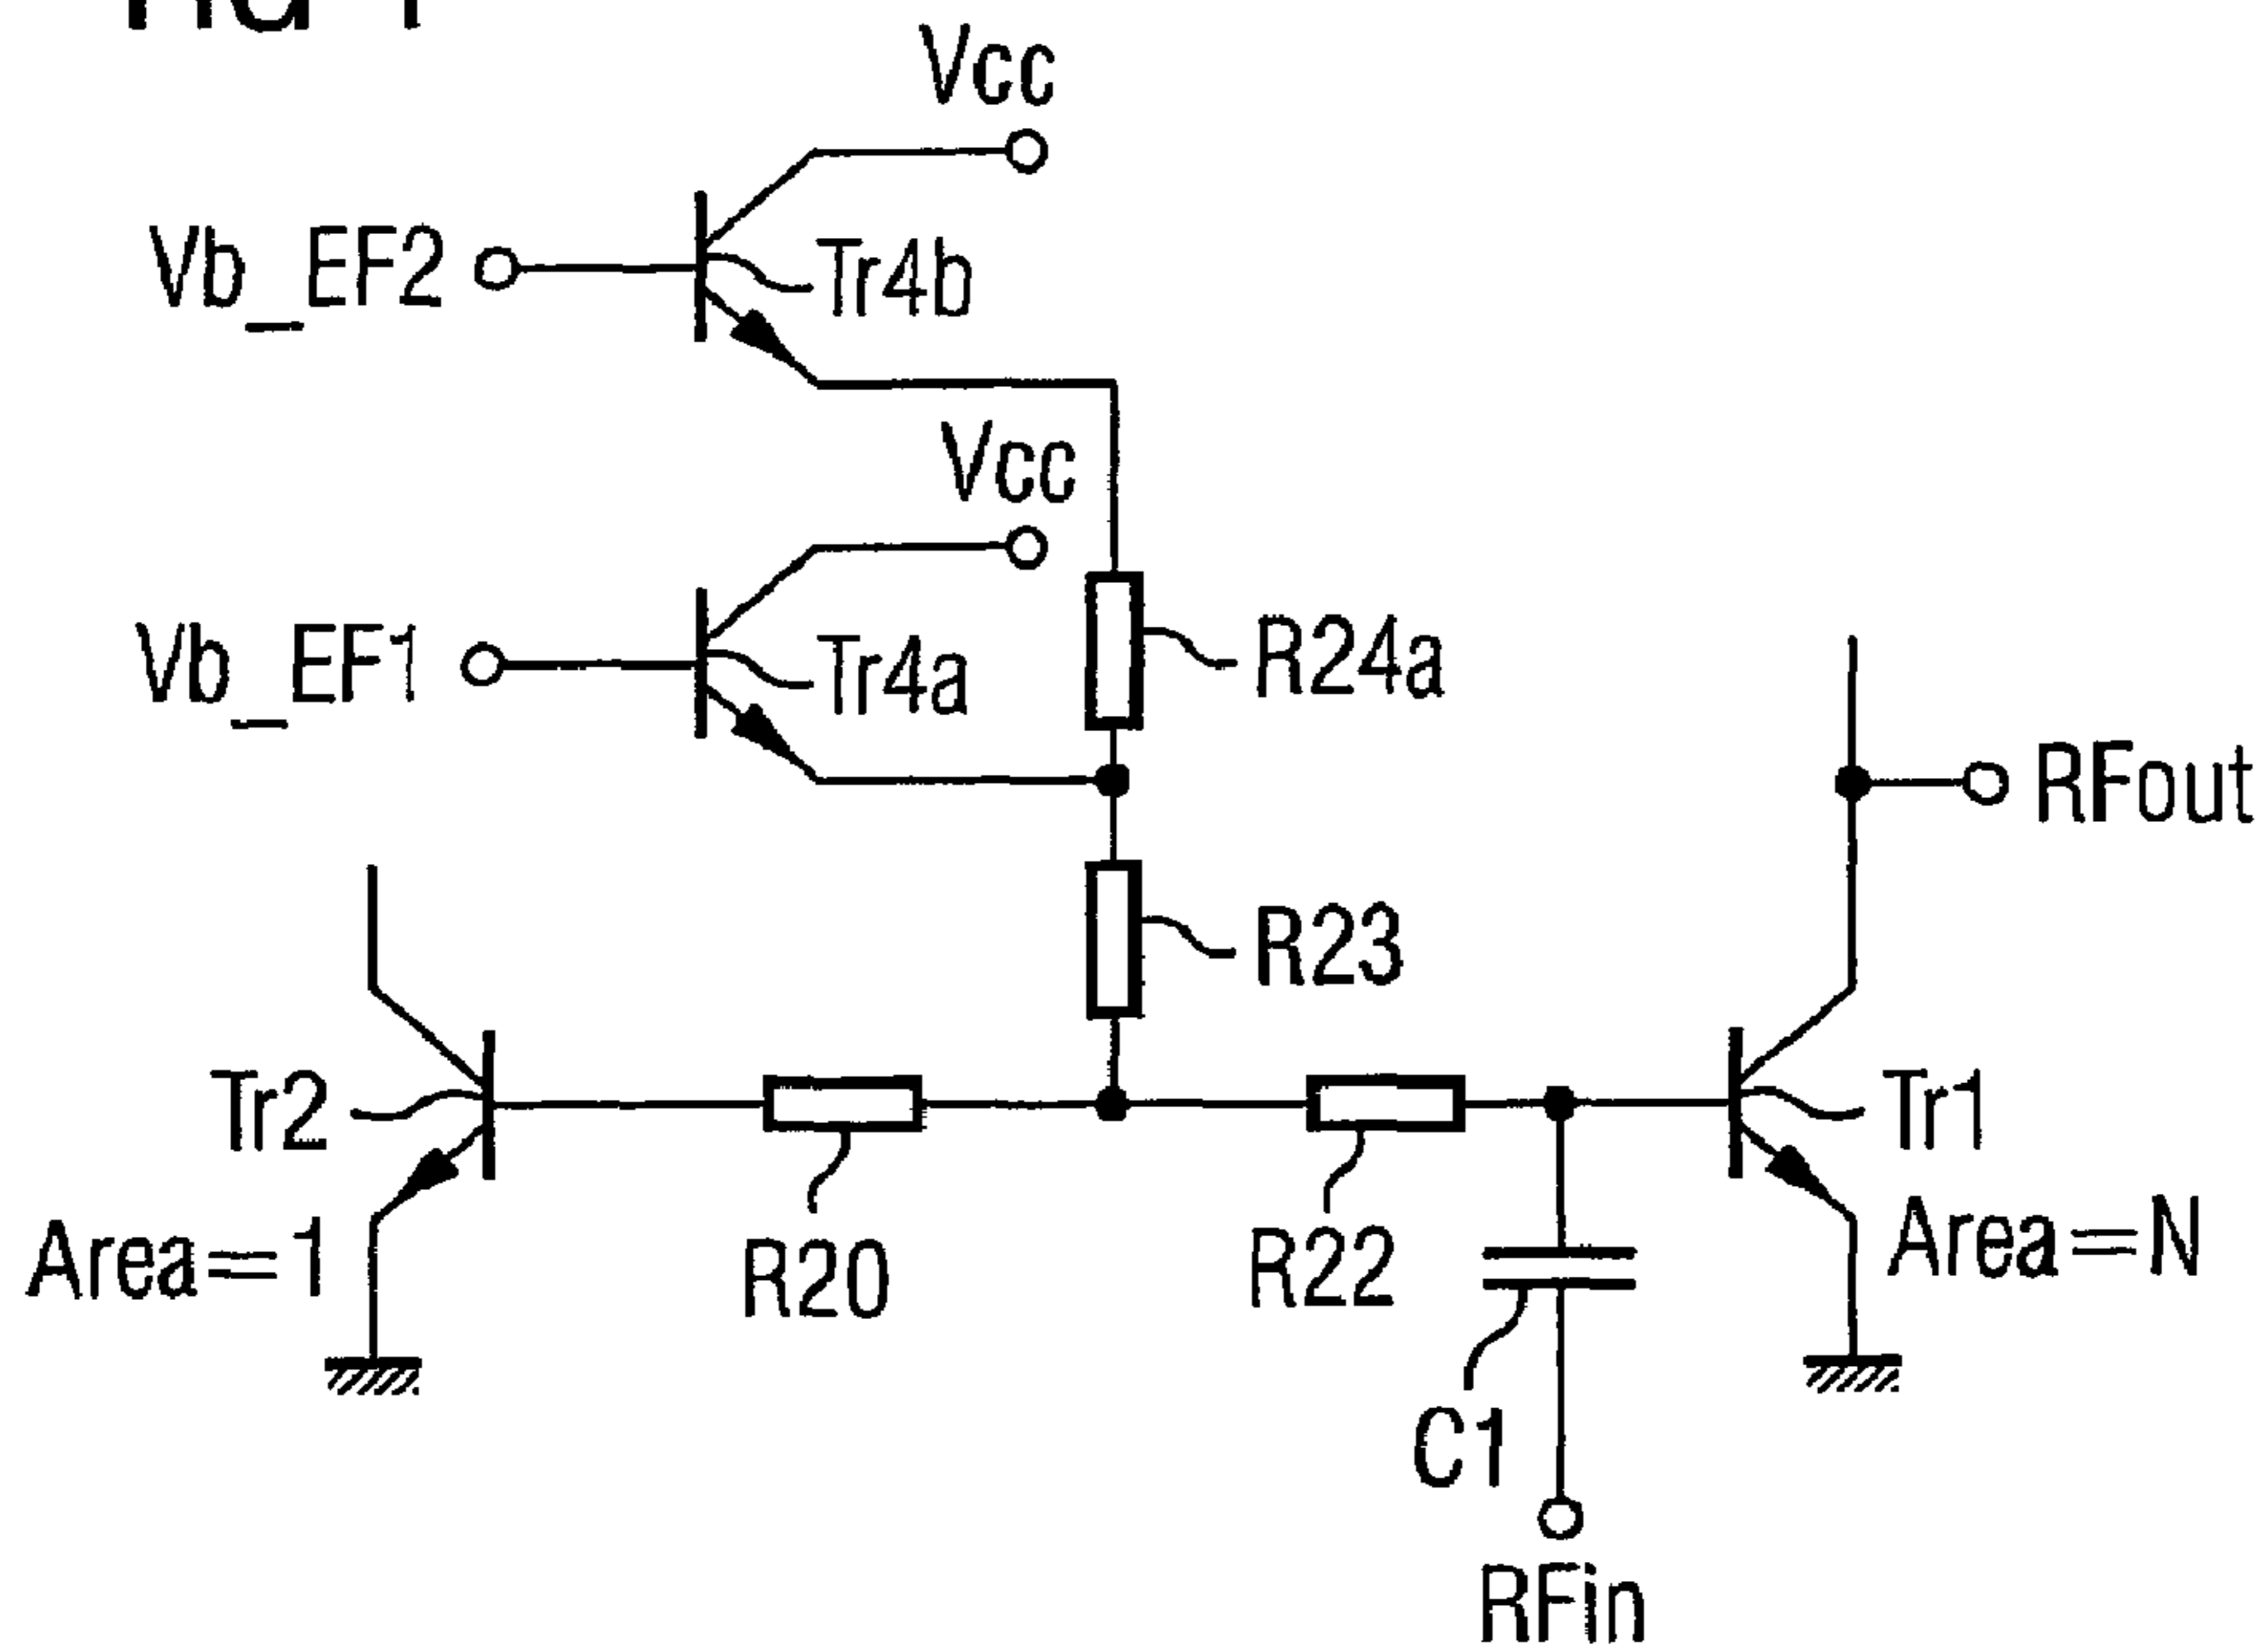 Vcc
Vb_EF2
Tr4b
Vcc
Vb_EF1
Tr4a
R24a
RFout
R23
Tr2
Tr1
Area=1
R20
R22
Area=N
C1
RFin